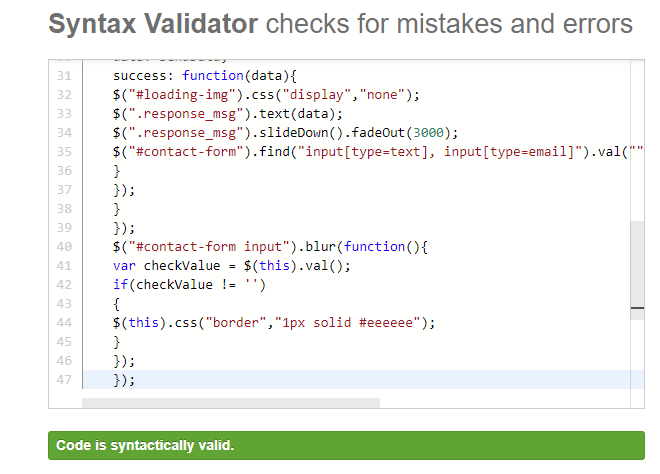 Syntax Validator checks for mistakes and errors
31 success: function(data){
32 $("#loading-img").css("display","none");
33 $(".response_msg").text(data);
34 $(".response_msg").slideDown().fadeOut(3000);
35 $("#contact-form").find("input[type=text], input[type=email]").val(""
36 }
37 });
38 }
39 });
40 $("#contact-form input").blur(function(){
41 var checkValue = $(this).val();
42 if(checkValue != '')
43 {
44 $(this).css("border","1px solid #eeeeee");
45 }
46 });
47 });
Code is syntactically valid.